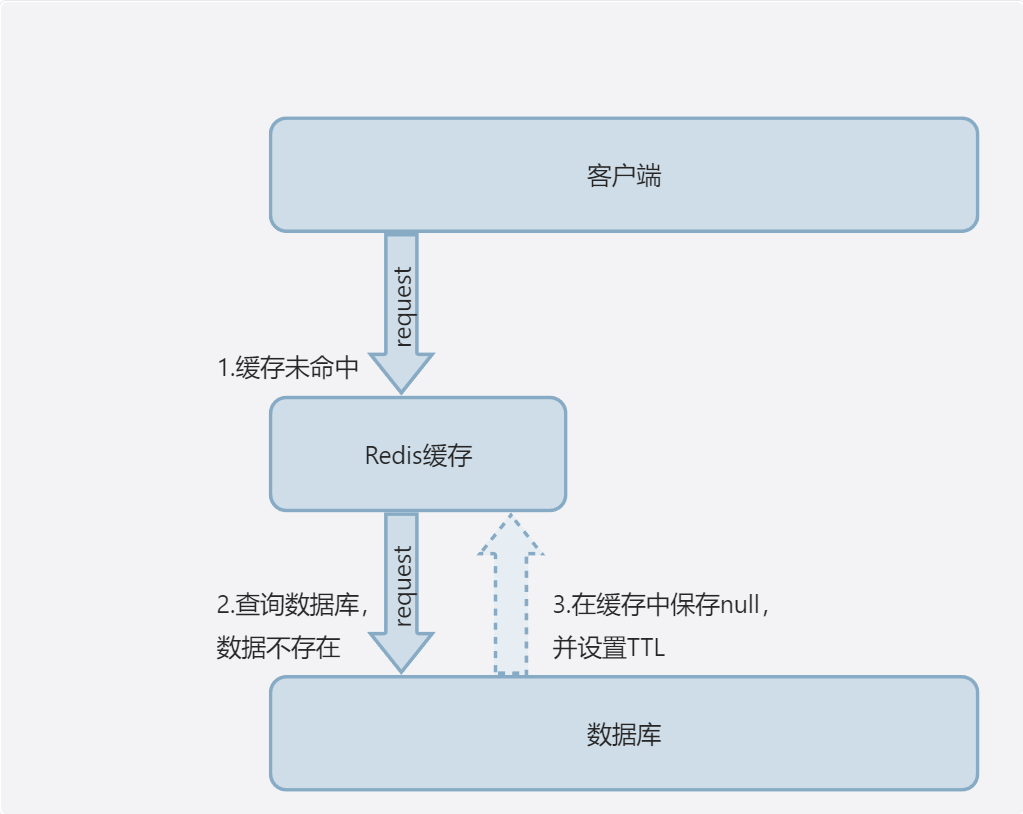 客户端
request
1.缓存未命中
Redis缓存
request
2.查询数据库，
数据不存在
3.在缓存中保存null，
并设置TTL
数据库